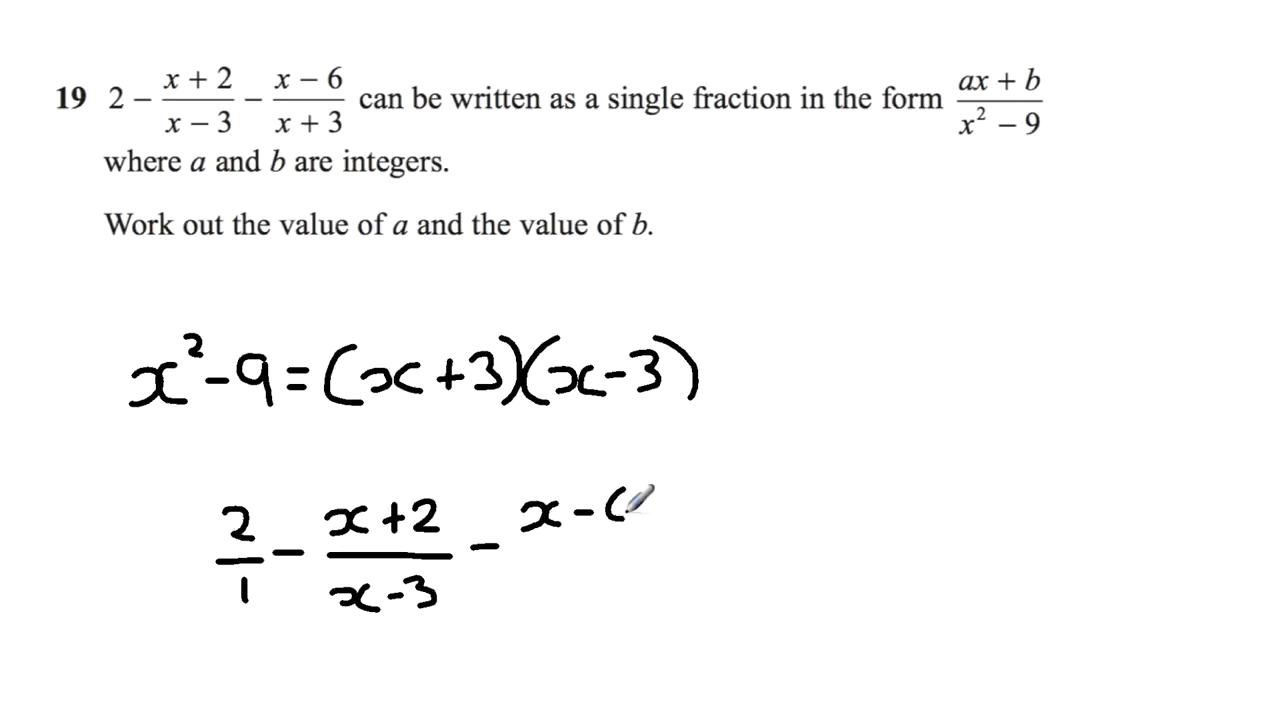 19 2 − (x + 2)/(x − 3) − (x − 6)/(x + 3) can be written as a single fraction in the form (ax + b)/(x² − 9)
where a and b are integers.
Work out the value of a and the value of b.
x² - 9 = (x + 3)(x - 3)
2/1 - (x + 2)/(x - 3) - x - (